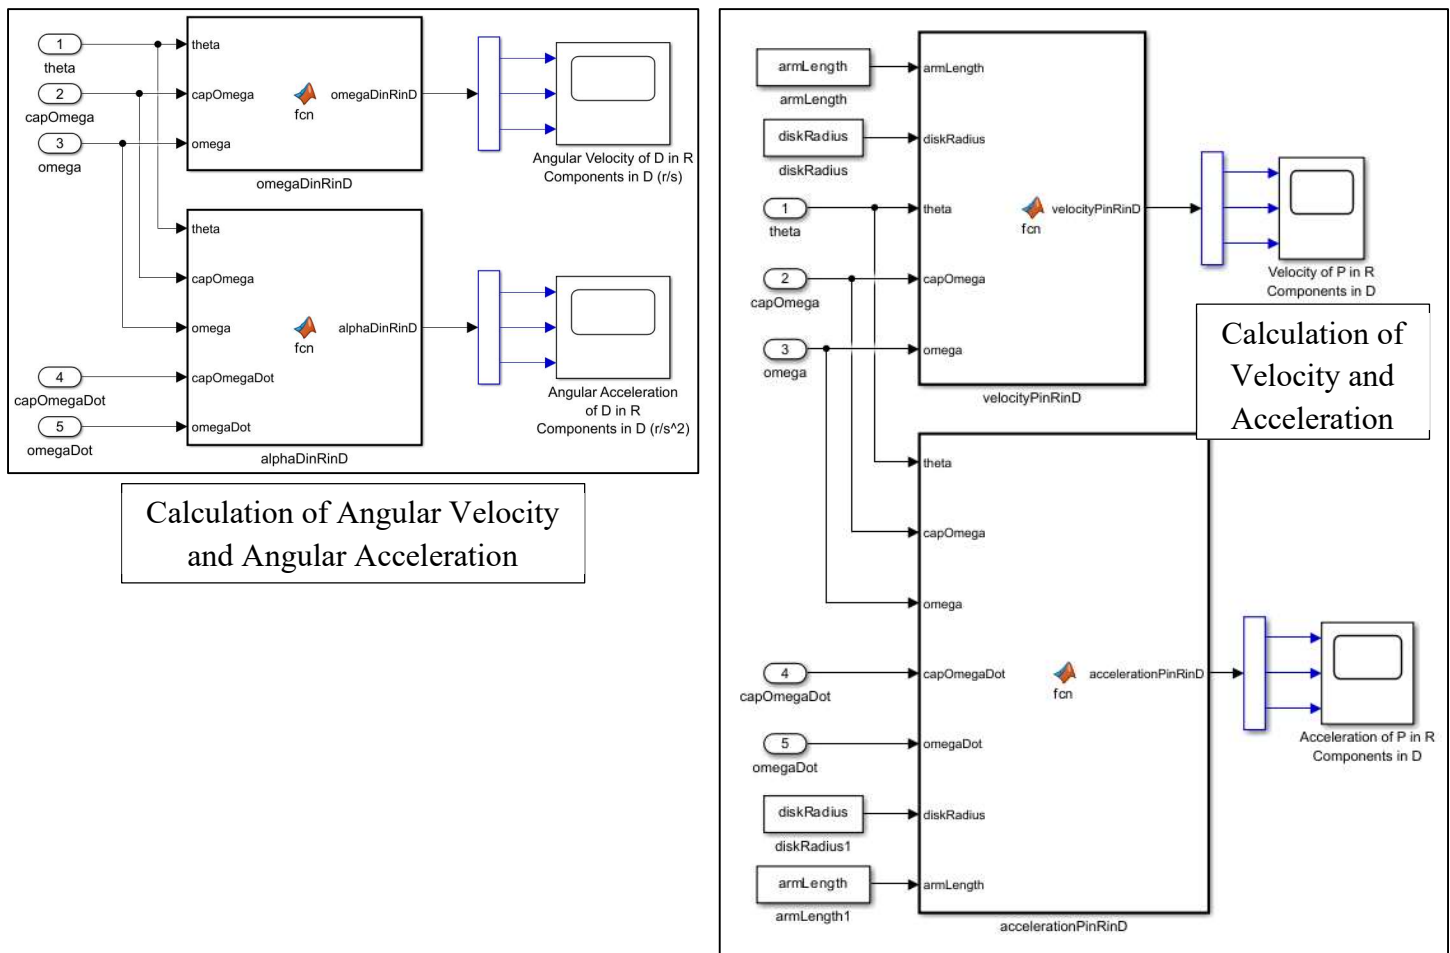 1
theta
2
capOmega
3
omega
theta
capOmega
omega
fcn
omegaDinRinD
omegaDinRinD
Angular Velocity of D in R
Components in D (r/s)
theta
capOmega
omega
capOmegaDot
omegaDot
fcn
alphaDinRinD
alphaDinRinD
4
capOmegaDot
5
omegaDot
Angular Acceleration
of D in R
Components in D (r/s^2)
Calculation of Angular Velocity
and Angular Acceleration
armLength
armLength
diskRadius
diskRadius
1
theta
2
capOmega
3
omega
armLength
diskRadius
theta
capOmega
omega
fcn
velocityPinRinD
velocityPinRinD
Velocity of P in R
Components in D
Calculation of
Velocity and
Acceleration
theta
capOmega
omega
capOmegaDot
omegaDot
diskRadius
armLength
fcn
accelerationPinRinD
accelerationPinRinD
4
capOmegaDot
5
omegaDot
diskRadius
diskRadius1
armLength
armLength1
Acceleration of P in R
Components in D